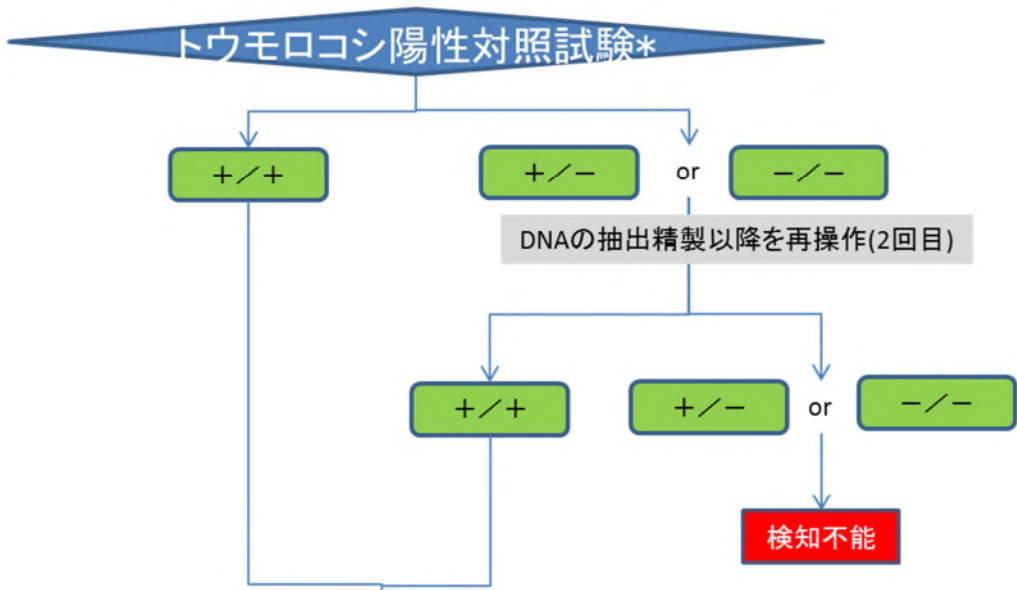 トウモロコシ陽性対照試験*
＋／＋
＋／－ or －／－
DNAの抽出精製以降を再操作(2回目)
＋／＋
＋／－ or －／－
検知不能